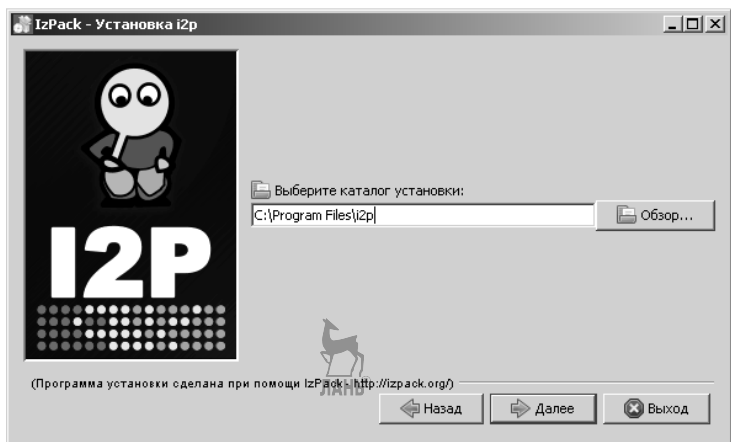 IzPack - Установка i2p
I2P
Выберите каталог установки:
C:\Program Files\i2p
Обзор...
(Программа установки сделана при помощи IzPack - http://izpack.org/)
ЛАНЬ®
Назад
Далее
Выход